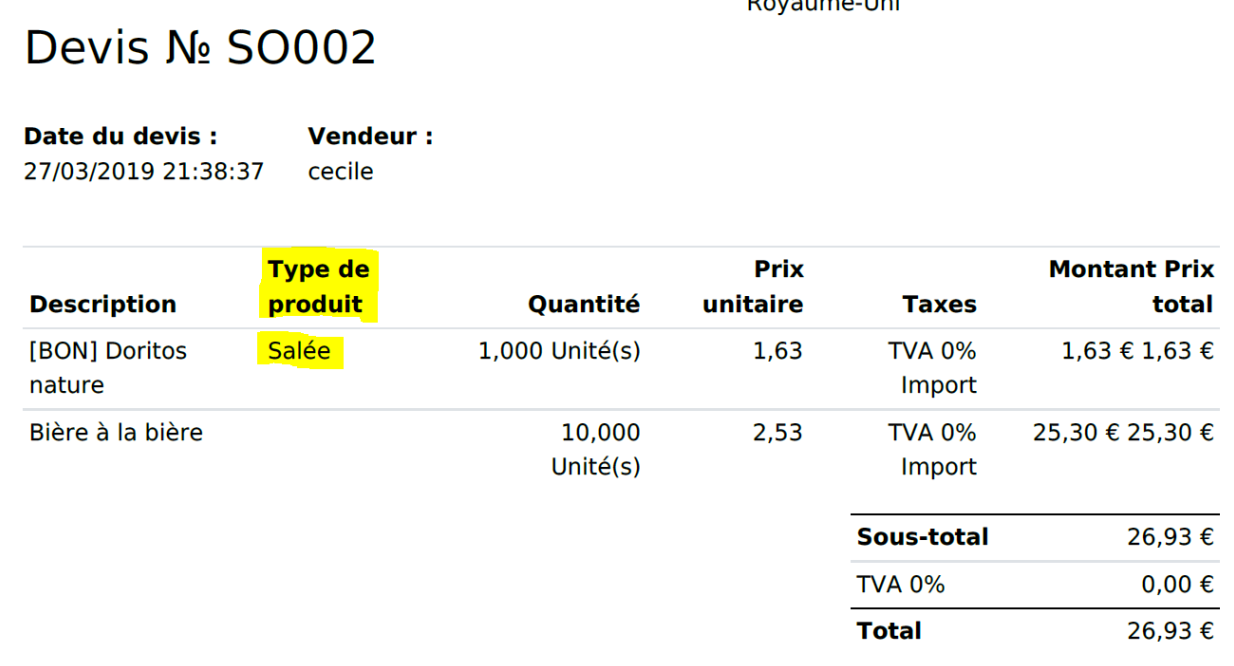 Royaume-Uni
Devis № SO002
Date du devis : Vendeur :
27/03/2019 21:38:37 cecile
Type de Prix Montant Prix
Description produit Quantité unitaire Taxes total
[BON] Doritos Salée 1,000 Unité(s) 1,63 TVA 0% 1,63 € 1,63 €
nature Import
Bière à la bière 10,000 2,53 TVA 0% 25,30 € 25,30 €
Unité(s) Import
Sous-total 26,93 €
TVA 0% 0,00 €
Total 26,93 €